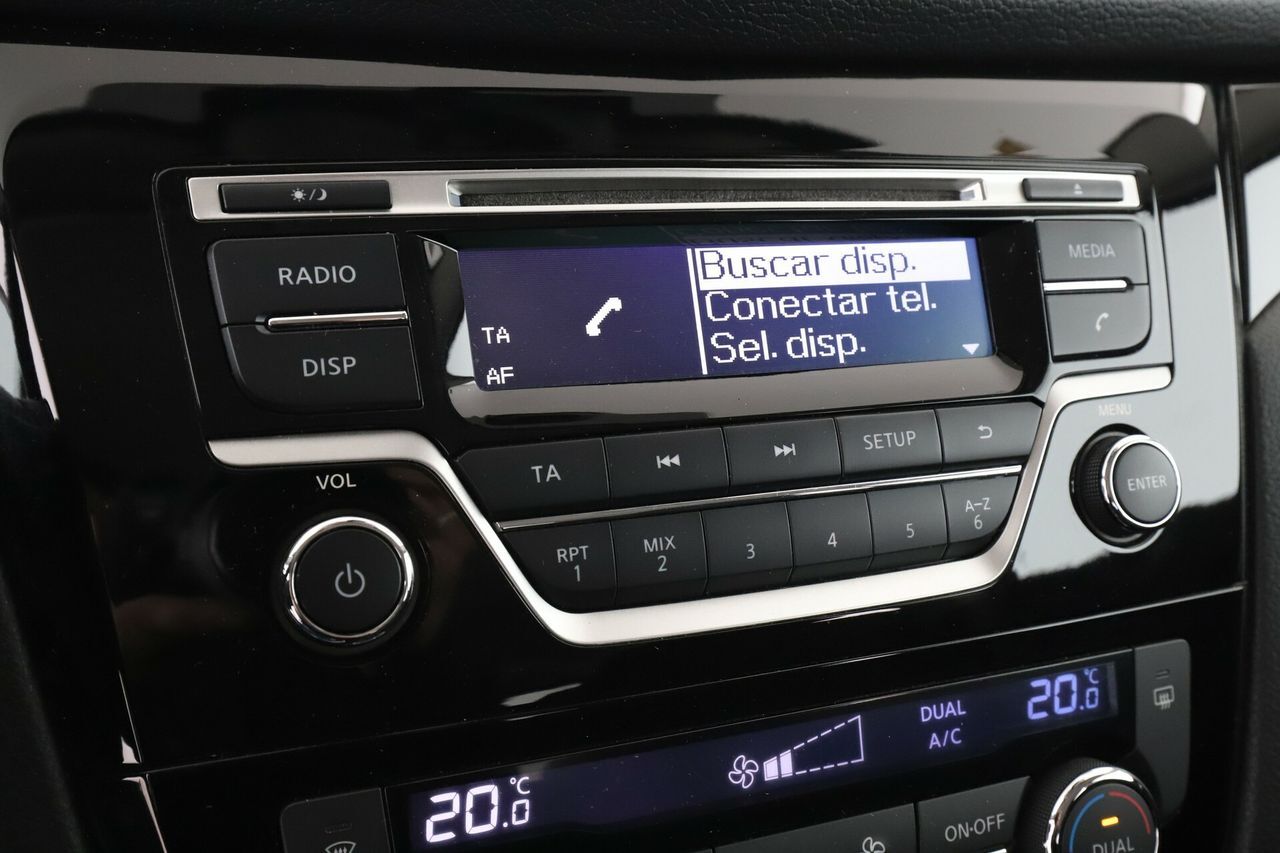 RADIO
MEDIA
DISP
TA
AF
Buscar disp.
Conectar tel.
Sel. disp.
VOL
MENU
TA
SETUP
ENTER
RPT
1
MIX
2
3
4
5
A-Z
6
DUAL
A/C
20.0 °C
20.0 °C
ON·OFF
DUAL